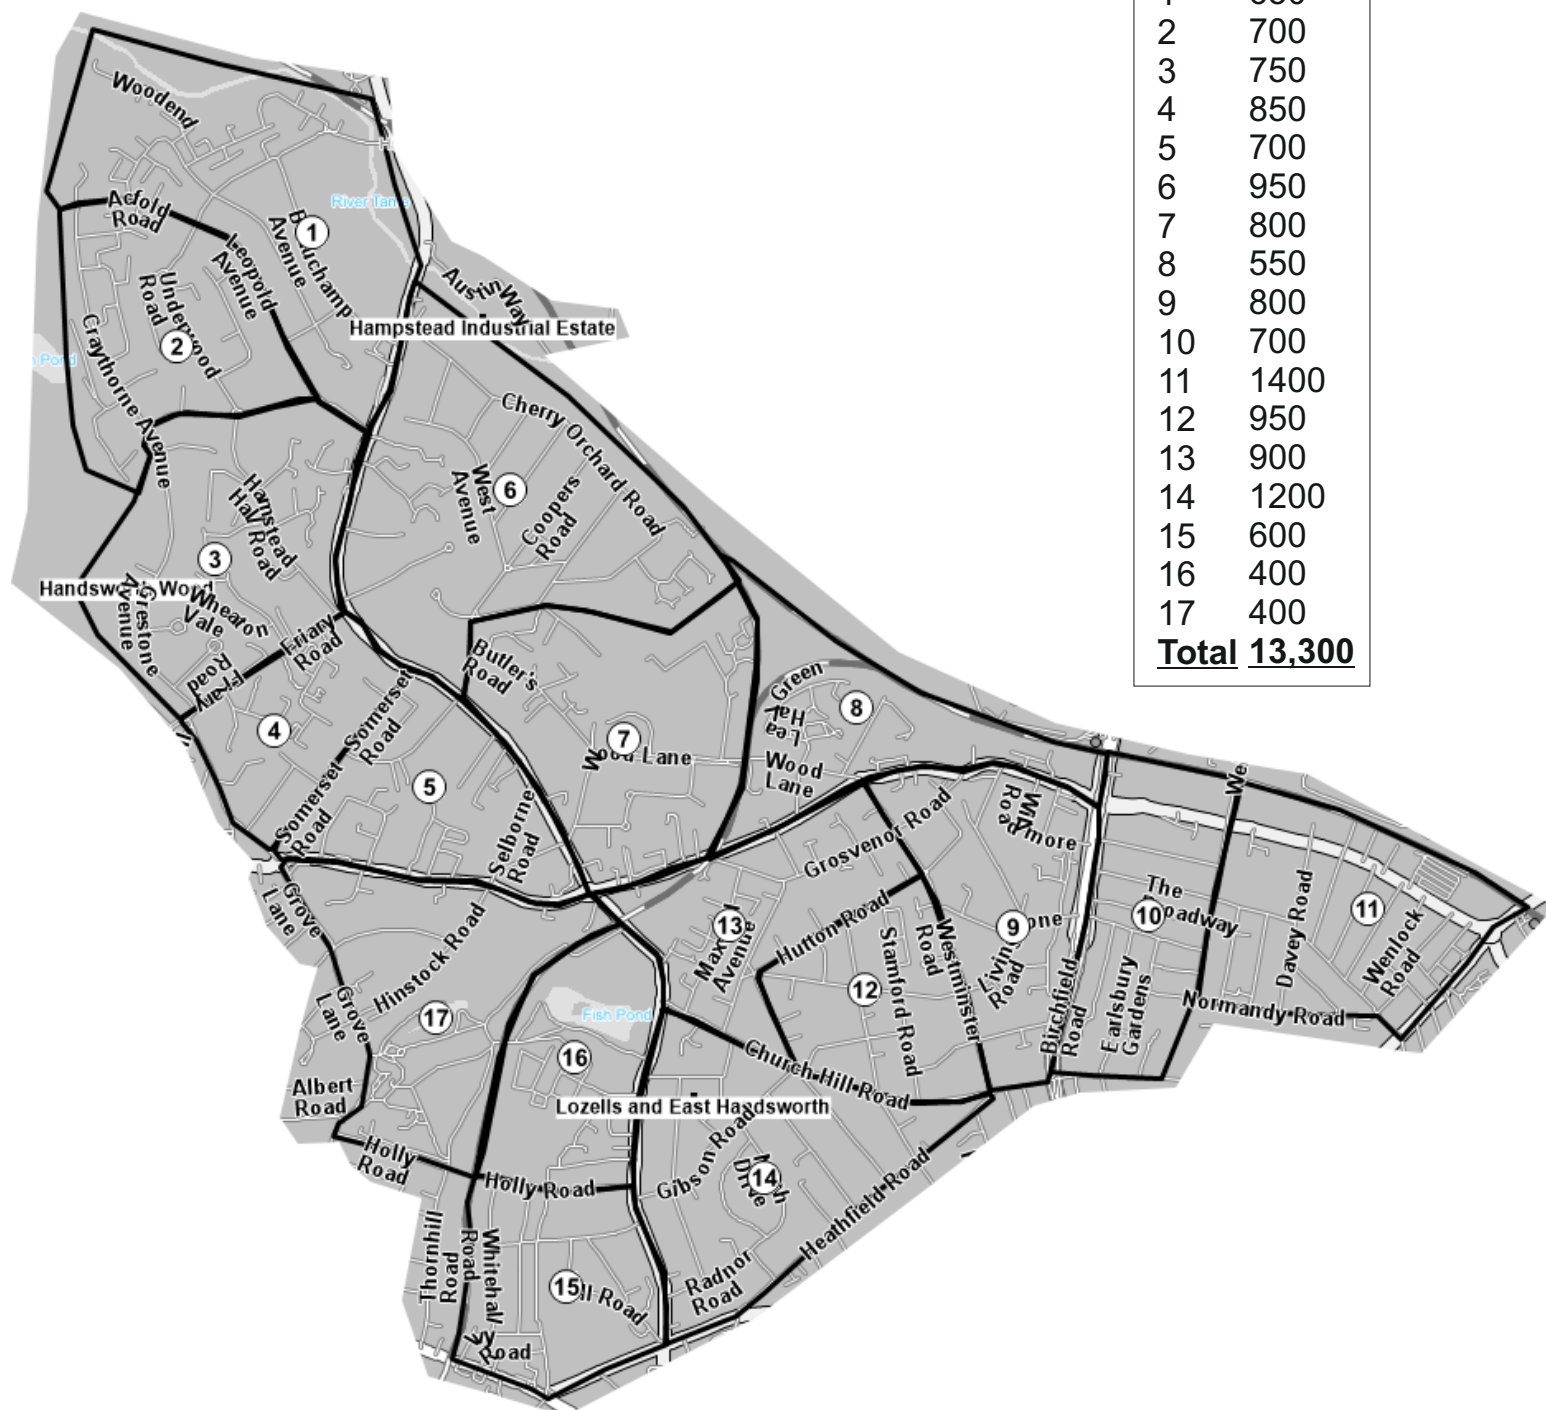 2 700
3 750
4 850
5 700
6 950
7 800
8 550
9 800
10 700
11 1400
12 950
13 900
14 1200
15 600
16 400
17 400
Total 13,300
Woodend
Acfold
Road
River Tame
1
Avenue
Leopold
Avenue
Austin Way
Underwood
Road
Hampstead Industrial Estate
2
Pond
Craythorne Avenue
Cherry Orchard Road
West
Avenue
6
Coopers
Road
Hamstead
Hall Road
3
Handsworth Wood
Grestone
Avenue
Wheaton
Vale
Friary
Road
Friary
Road
Butler's
Road
Green
8
4
Somerset
Road
7
Wood Lane
Wood
Lane
5
Somerset
Road
Selborne
Road
Grosvenor Road
The
10
Davey Road
11
Grove
Lane
Hinstock Road
13
Avenue
Hutton Road
Westminster
Road
9
Road
Wenlock
Road
12
Stamford Road
Grove
Lane
17
Fish Pond
Birchfield
Road
Earlsbury
Gardens
Normandy Road
16
Church Hill Road
Albert
Road
Lozells and East Handsworth
Holly
Road
Holly Road
Gibson Road
14
Drive
Heathfield Road
Thornhill
Road
Whitehall
Road
15
Road
Radnor
Road
Road